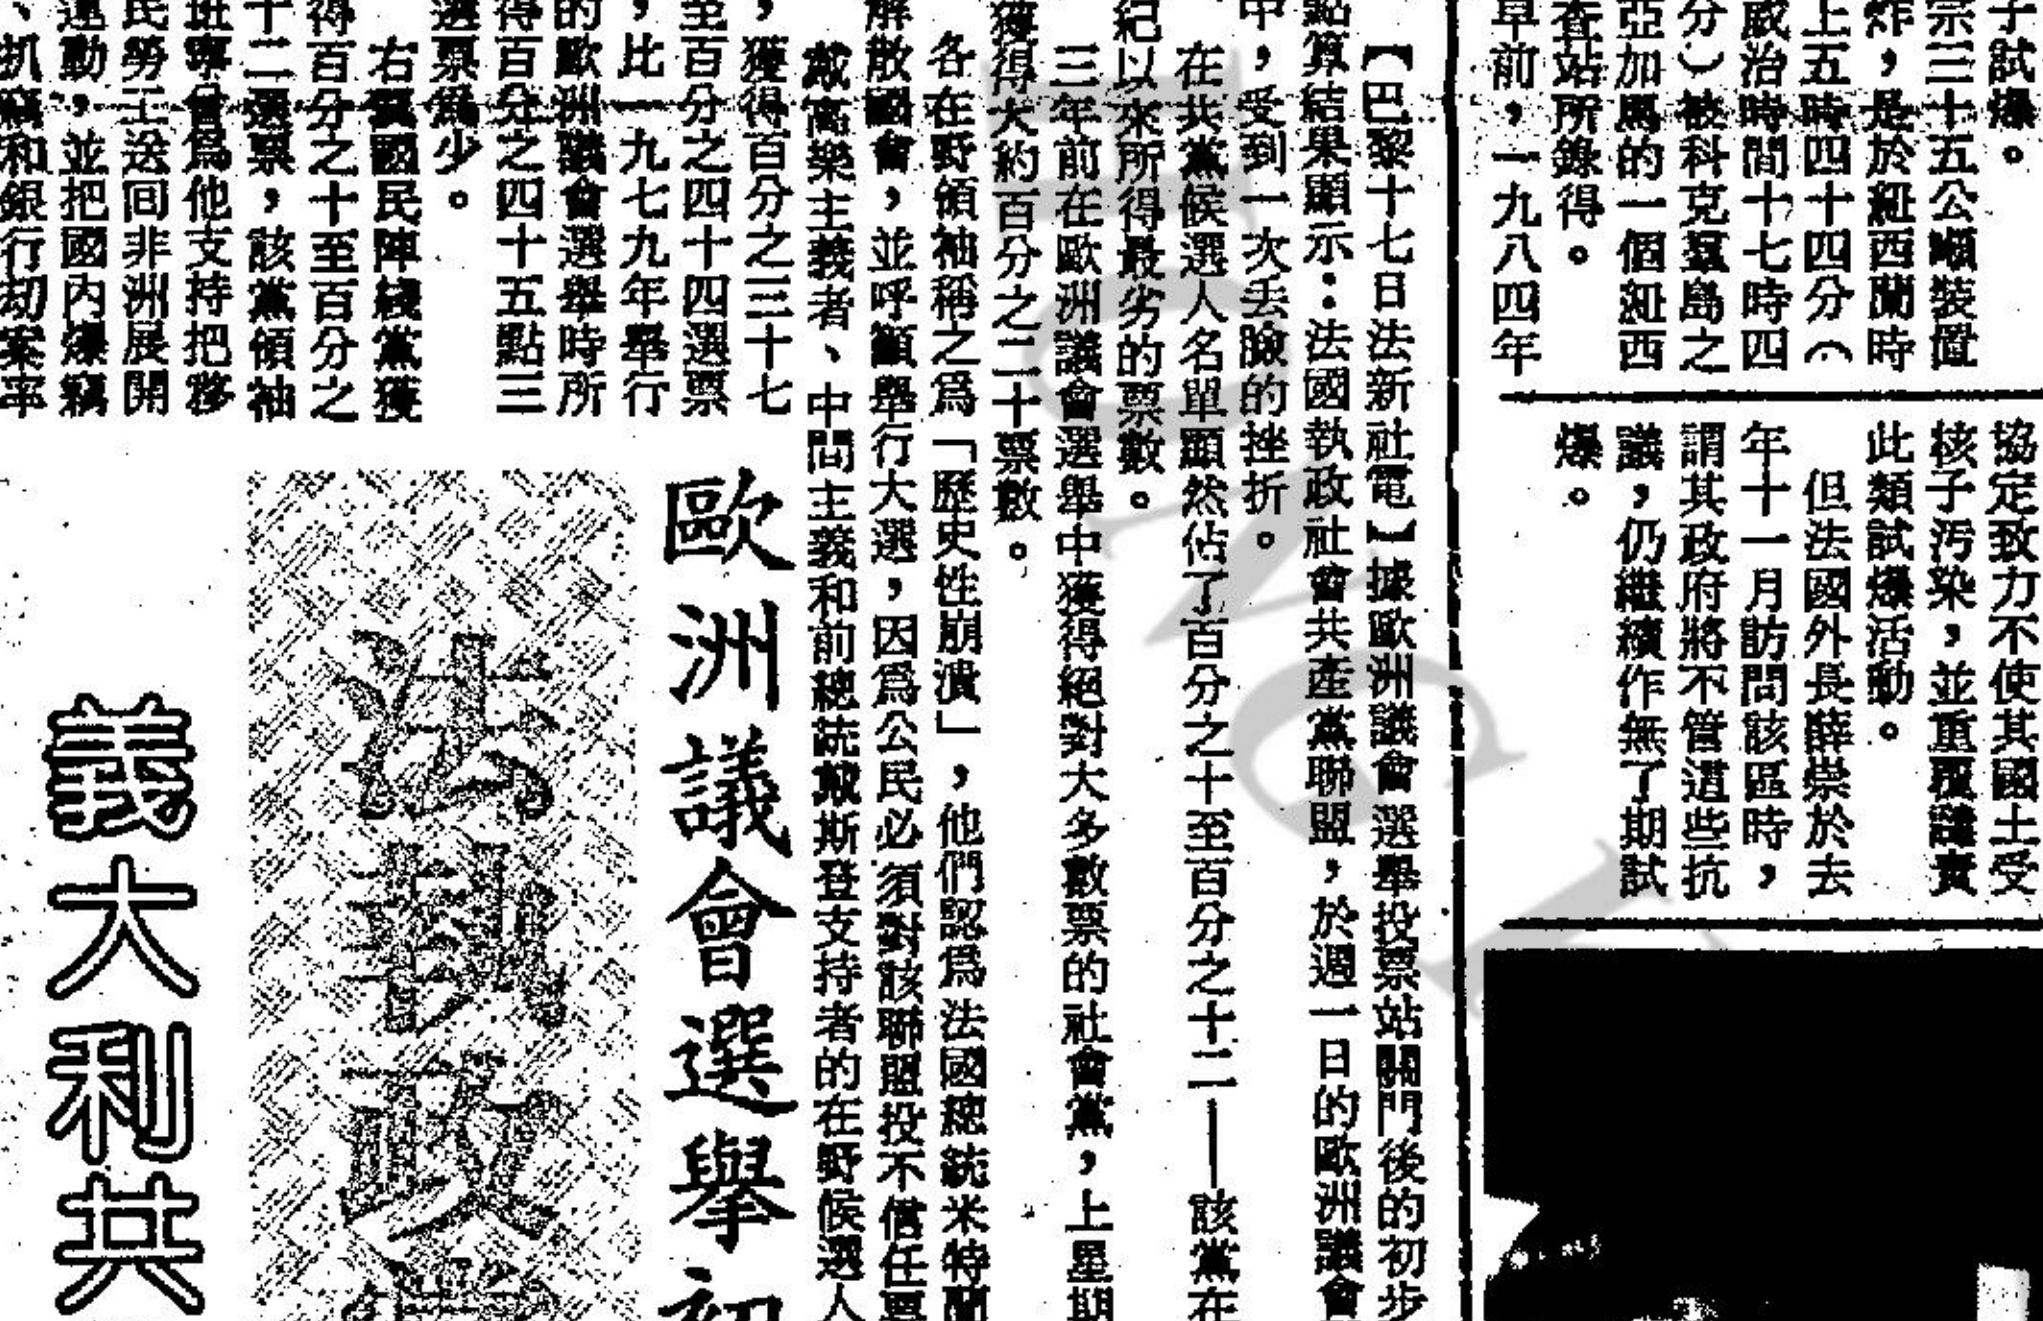 子試爆。
宗三十五公噸裝置
炸，是於紐西蘭時
上五時四十四分（
威治時間十七時四
分）被科克羣島之
亞加馬的一個紐西
查站所錄得。
早前，一九八四年
協定致力不使其國土受
核子污染，並重覆譴責
此類試爆活動。
但法國外長薛崇於去
年十一月訪問該區時，
謂其政府將不管這些抗
議，仍繼續作無了期試
爆。
【巴黎十七日法新社電】據歐洲議會選舉投票站關門後的初步
點算結果顯示：法國執政社會共產黨聯盟，於週一日的歐洲議會
中，受到一次丟臉的挫折。
在共黨候選人名單顯然佔了百分之十至百分之十二——該黨在
紀以來所得最劣的票數。
三年前在歐洲議會選舉中獲得絕對大多數票的社會黨，上星期
獲得大約百分之二十票數。
各在野領袖稱之爲「歷史性崩潰」，他們認爲法國總統米特蘭
解散國會，並呼籲舉行大選，因爲公民必須對該聯盟投不信任票
戴高樂主義者、中間主義和前總統戴斯登支持者的在野候選人
，獲得百分之三十七
至百分之四十四選票
，比一九七九年舉行
的歐洲議會選舉時所
得百分之四十五點三
選票爲少。
右翼國民陣綫黨獲
得百分之十至百分之
十二選票，該黨領袖
班寧會爲他支持把移
民勞工送回非洲展開
運動，並把國內爆竊
、抓竊和銀行劫案率
歐洲議會選舉初
法執政
義大利共